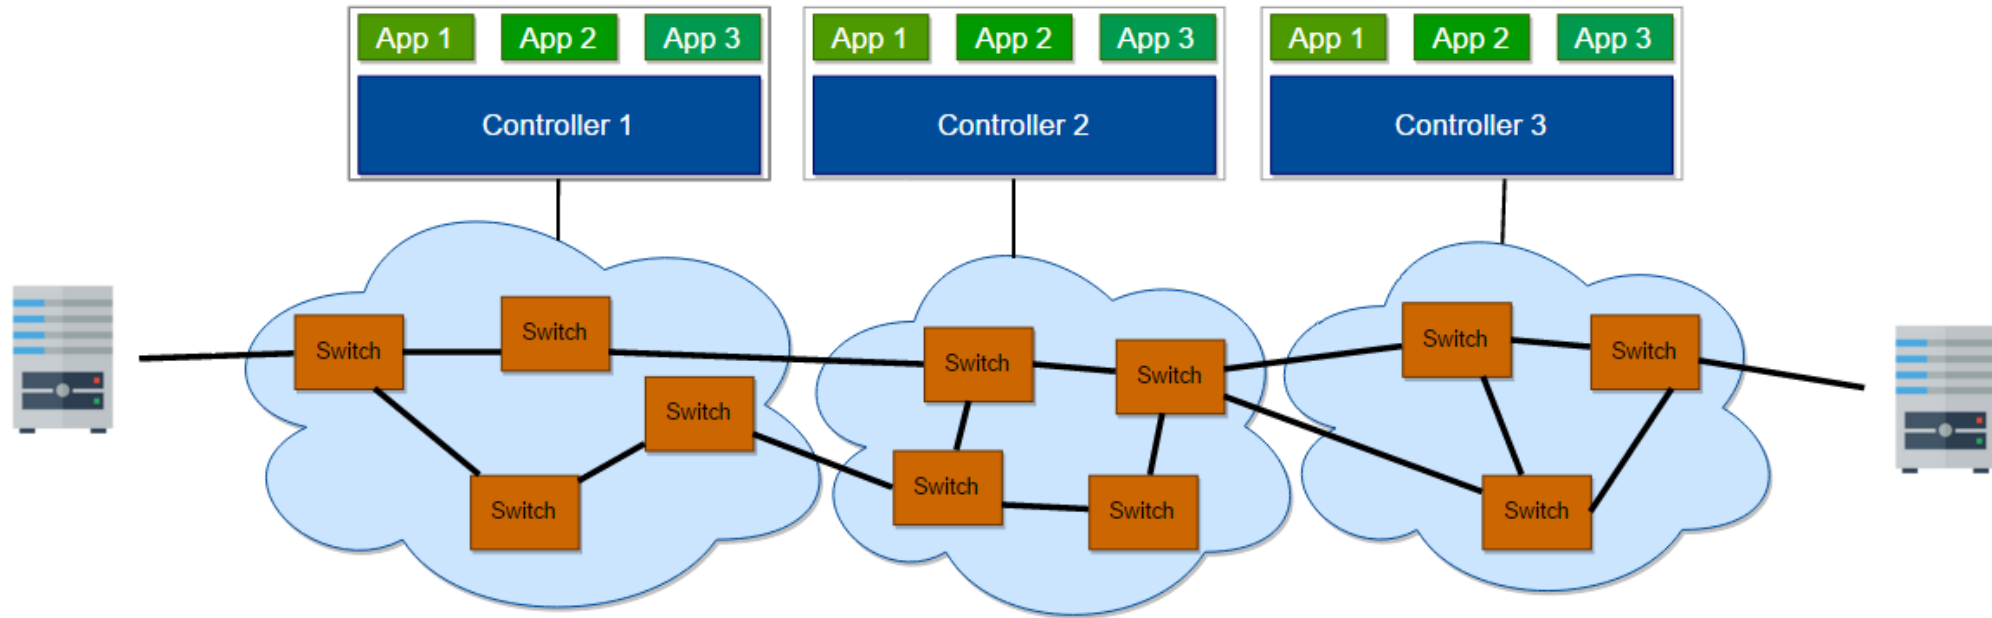 App 1 App 2 App 3
Controller 1
App 1 App 2 App 3
Controller 2
App 1 App 2 App 3
Controller 3
Switch
Switch
Switch
Switch
Switch
Switch
Switch
Switch
Switch
Switch
Switch